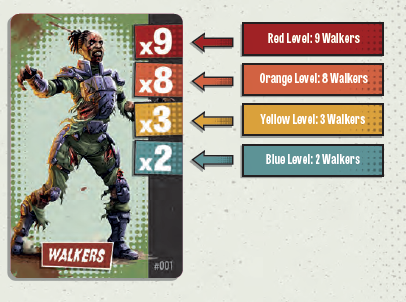 x9
Red Level: 9 Walkers
x8
Orange Level: 8 Walkers
x3
Yellow Level: 3 Walkers
x2
Blue Level: 2 Walkers
WALKERS
#001